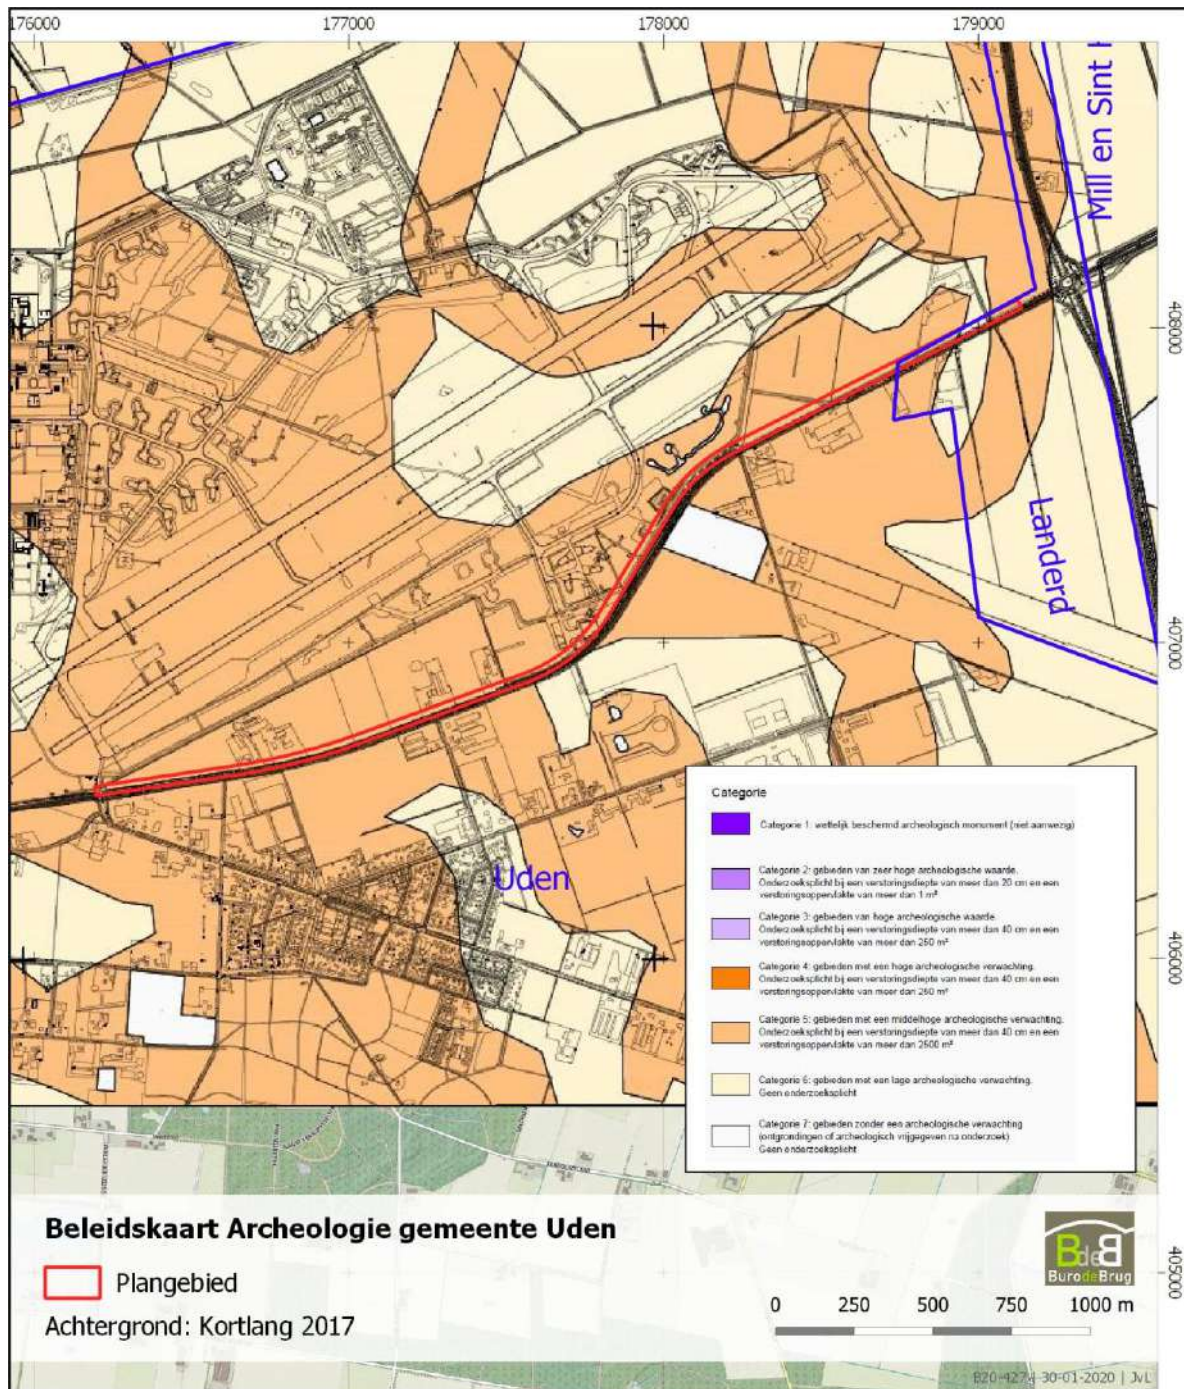 176000 177000 178000 179000
Mill en Sint H
408000
Landerd
407000
Uden
406000
Categorie
Categorie 1: wettelijk beschermd archeologisch monument (niet aanwezig)
Categorie 2: gebieden van zeer hoge archeologische waarde.
Onderzoeksplicht bij een verstoringsdiepte van meer dan 20 cm en een
verstoringsoppervlakte van meer dan 1 m²
Categorie 3: gebieden van hoge archeologische waarde.
Onderzoeksplicht bij een verstoringsdiepte van meer dan 40 cm en een
verstoringsoppervlakte van meer dan 250 m²
Categorie 4: gebieden met een hoge archeologische verwachting.
Onderzoeksplicht bij een verstoringsdiepte van meer dan 40 cm en een
verstoringsoppervlakte van meer dan 250 m²
Categorie 5: gebieden met een middelhoge archeologische verwachting.
Onderzoeksplicht bij een verstoringsdiepte van meer dan 40 cm en een
verstoringsoppervlakte van meer dan 2500 m²
Categorie 6: gebieden met een lage archeologische verwachting.
Geen onderzoeksplicht
Categorie 7: gebieden zonder een archeologische verwachting
(ontgrondingen of archeologisch vrijgegeven na onderzoek)
Geen onderzoeksplicht
Beleidskaart Archeologie gemeente Uden
Plangebied
Achtergrond: Kortlang 2017
BdeB
BurodeBrug
405000
0 250 500 750 1000 m
B20-427 | 30-01-2020 | JvL